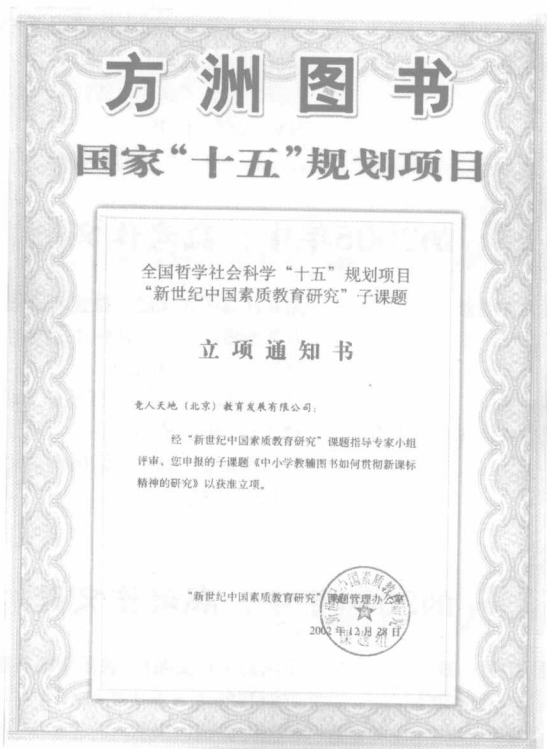 方洲图书
国家“十五”规划项目
全国哲学社会科学“十五”规划项目
“新世纪中国素质教育研究”子课题
立项通知书
竞人天地（北京）教育发展有限公司：
经“新世纪中国素质教育研究”课题指导专家小组
评审、您申报的子课题《中小学教辅图书如何贯彻新课标
精神的研究》以获准立项。
“新世纪中国素质教育研究”课题管理办公室
2002年12月28日